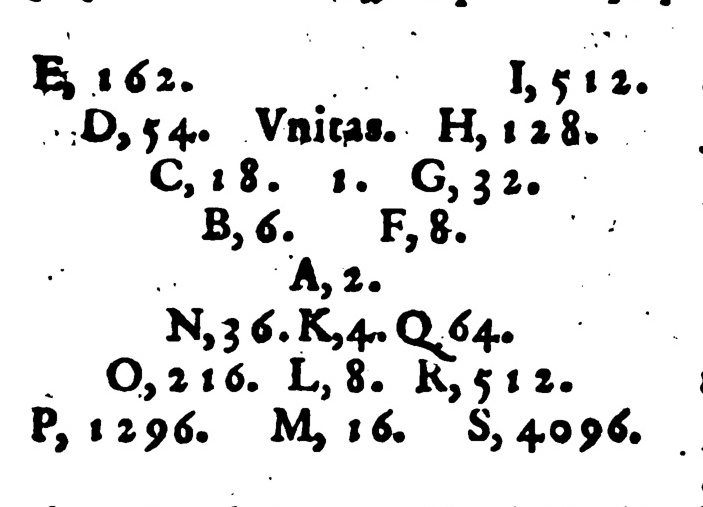 E, 162. I, 512.
D, 54. Vnitas. H, 128.
C, 18. 1. G, 32.
B, 6. F, 8.
A, 2.
N, 36. K, 4. Q 64.
O, 216. L, 8. R, 512.
P, 1296. M, 16. S, 4096.